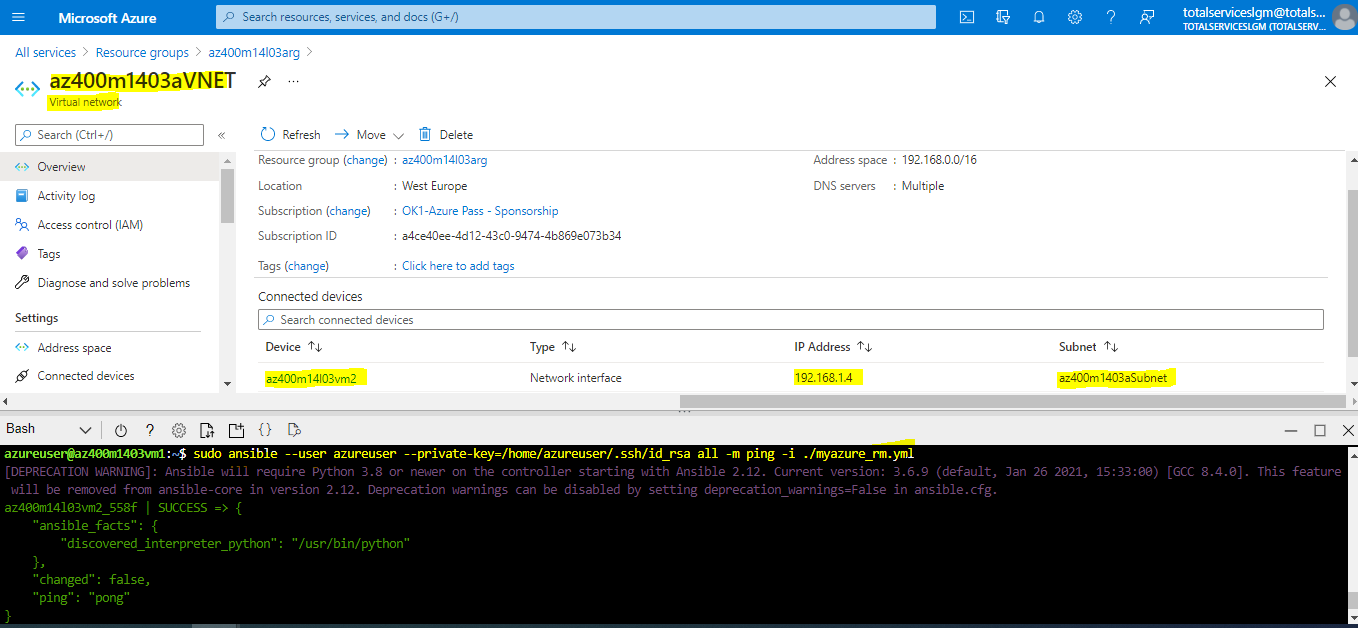 Microsoft Azure
Search resources, services, and docs (G+/)
totalserviceslgm@totals...
TOTALSERVICESLGM (TOTALSERV...
All services > Resource groups > az400m14l03arg >
az400m1403aVNET
Virtual network
Search (Ctrl+/)
Refresh
Move
Delete
Overview
Activity log
Access control (IAM)
Tags
Diagnose and solve problems
Settings
Address space
Connected devices
Resource group (change) : az400m14l03arg
Address space : 192.168.0.0/16
Location : West Europe
DNS servers : Multiple
Subscription (change) : OK1-Azure Pass - Sponsorship
Subscription ID : a4ce40ee-4d12-43c0-9474-4b869e073b34
Tags (change) : Click here to add tags
Connected devices
Search connected devices
Device Type IP Address Subnet
az400m14l03vm2 Network interface 192.168.1.4 az400m1403aSubnet
Bash
azureuser@az400m1403vm1:~$ sudo ansible --user azureuser --private-key=/home/azureuser/.ssh/id_rsa all -m ping -i ./myazure_rm.yml
[DEPRECATION WARNING]: Ansible will require Python 3.8 or newer on the controller starting with Ansible 2.12. Current version: 3.6.9 (default, Jan 26 2021, 15:33:00) [GCC 8.4.0]. This feature
will be removed from ansible-core in version 2.12. Deprecation warnings can be disabled by setting deprecation_warnings=False in ansible.cfg.
az400m14l03vm2_558f | SUCCESS => {
"ansible_facts": {
"discovered_interpreter_python": "/usr/bin/python"
},
"changed": false,
"ping": "pong"
}